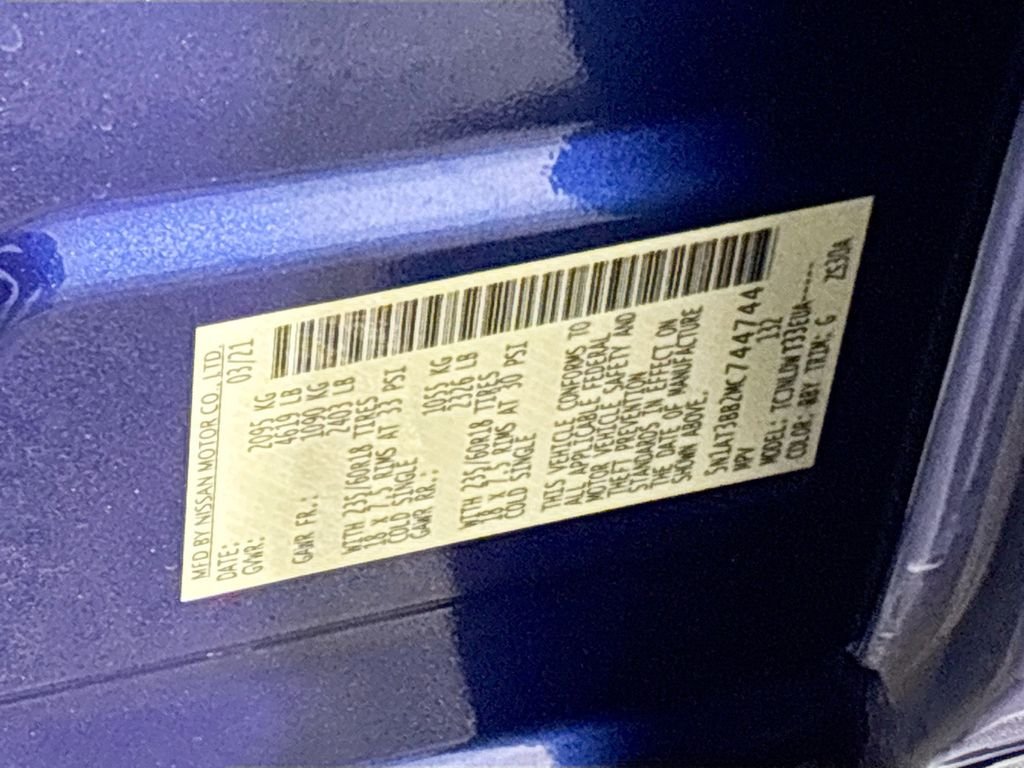 MFD BY NISSAN MOTOR CO., LTD.
DATE: 03/21
GVWR: 2095 KG
4619 LB
GAWR FR.: 1090 KG
2403 LB
WITH 235/60R18 TIRES
18 X 7.5 RIMS AT 33 PSI
COLD SINGLE
GAWR RR.: 1055 KG
2326 LB
WITH 235/60R18 TIRES
18 X 7.5 RIMS AT 30 PSI
COLD SINGLE
THIS VEHICLE CONFORMS TO
ALL APPLICABLE FEDERAL
MOTOR VEHICLE SAFETY AND
THEFT PREVENTION
STANDARDS IN EFFECT ON
THE DATE OF MANUFACTURE
SHOWN ABOVE.
5N1AT3BB2MC744744
MPV 132
MODEL: TCJNLDWT33EUA-----
COLOR: RBY TRIM: G ZS30A